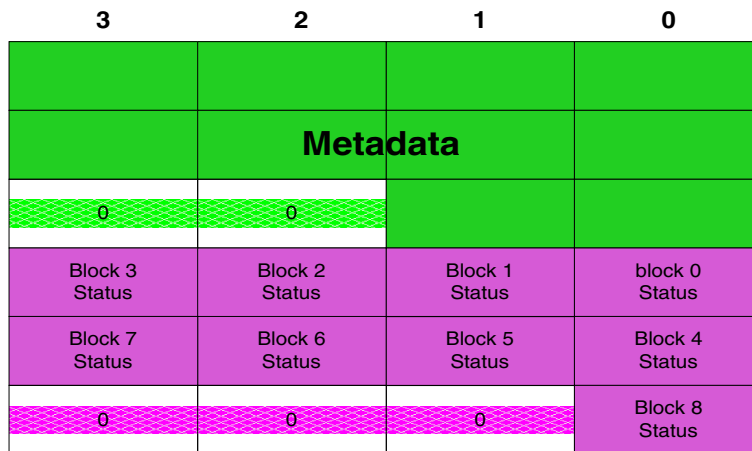 3 2 1 0
Metadata
0 0
Block 3 Status Block 2 Status Block 1 Status block 0 Status
Block 7 Status Block 6 Status Block 5 Status Block 4 Status
0 0 0 Block 8 Status